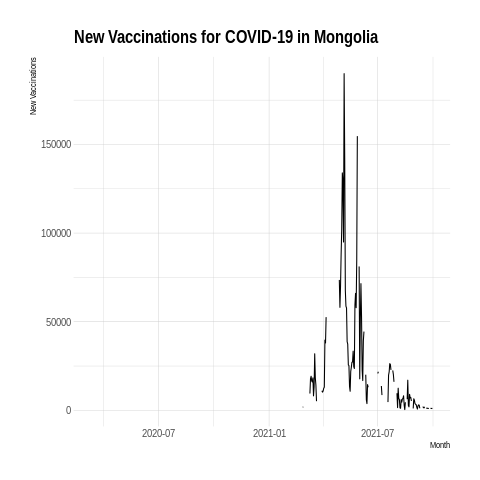 New Vaccinations for COVID-19 in Mongolia
New Vaccinations
150000
100000
50000
0
2020-07 2021-01 2021-07
Month